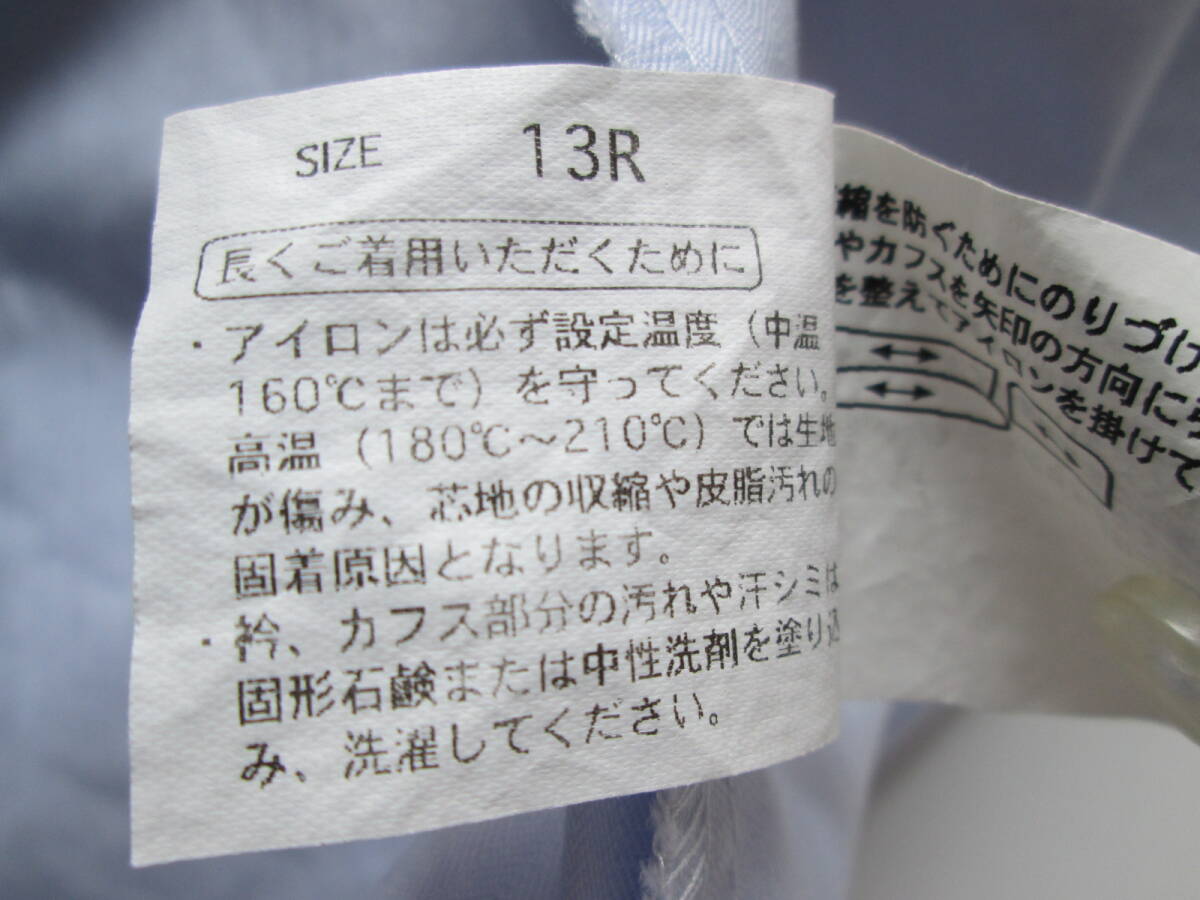 SIZE 13R
長くご着用いただくために
・アイロンは必ず設定温度（中温
160℃まで）を守ってください。
高温（180℃〜210℃）では生地
が傷み、芯地の収縮や皮脂汚れの
固着原因となります。
・衿、カフス部分の汚れや汗シミは
固形石鹸または中性洗剤を塗り込
み、洗濯してください。
縮を防ぐためにのりづけ
やカフスを矢印の方向に
を整えてアイロンを掛けて